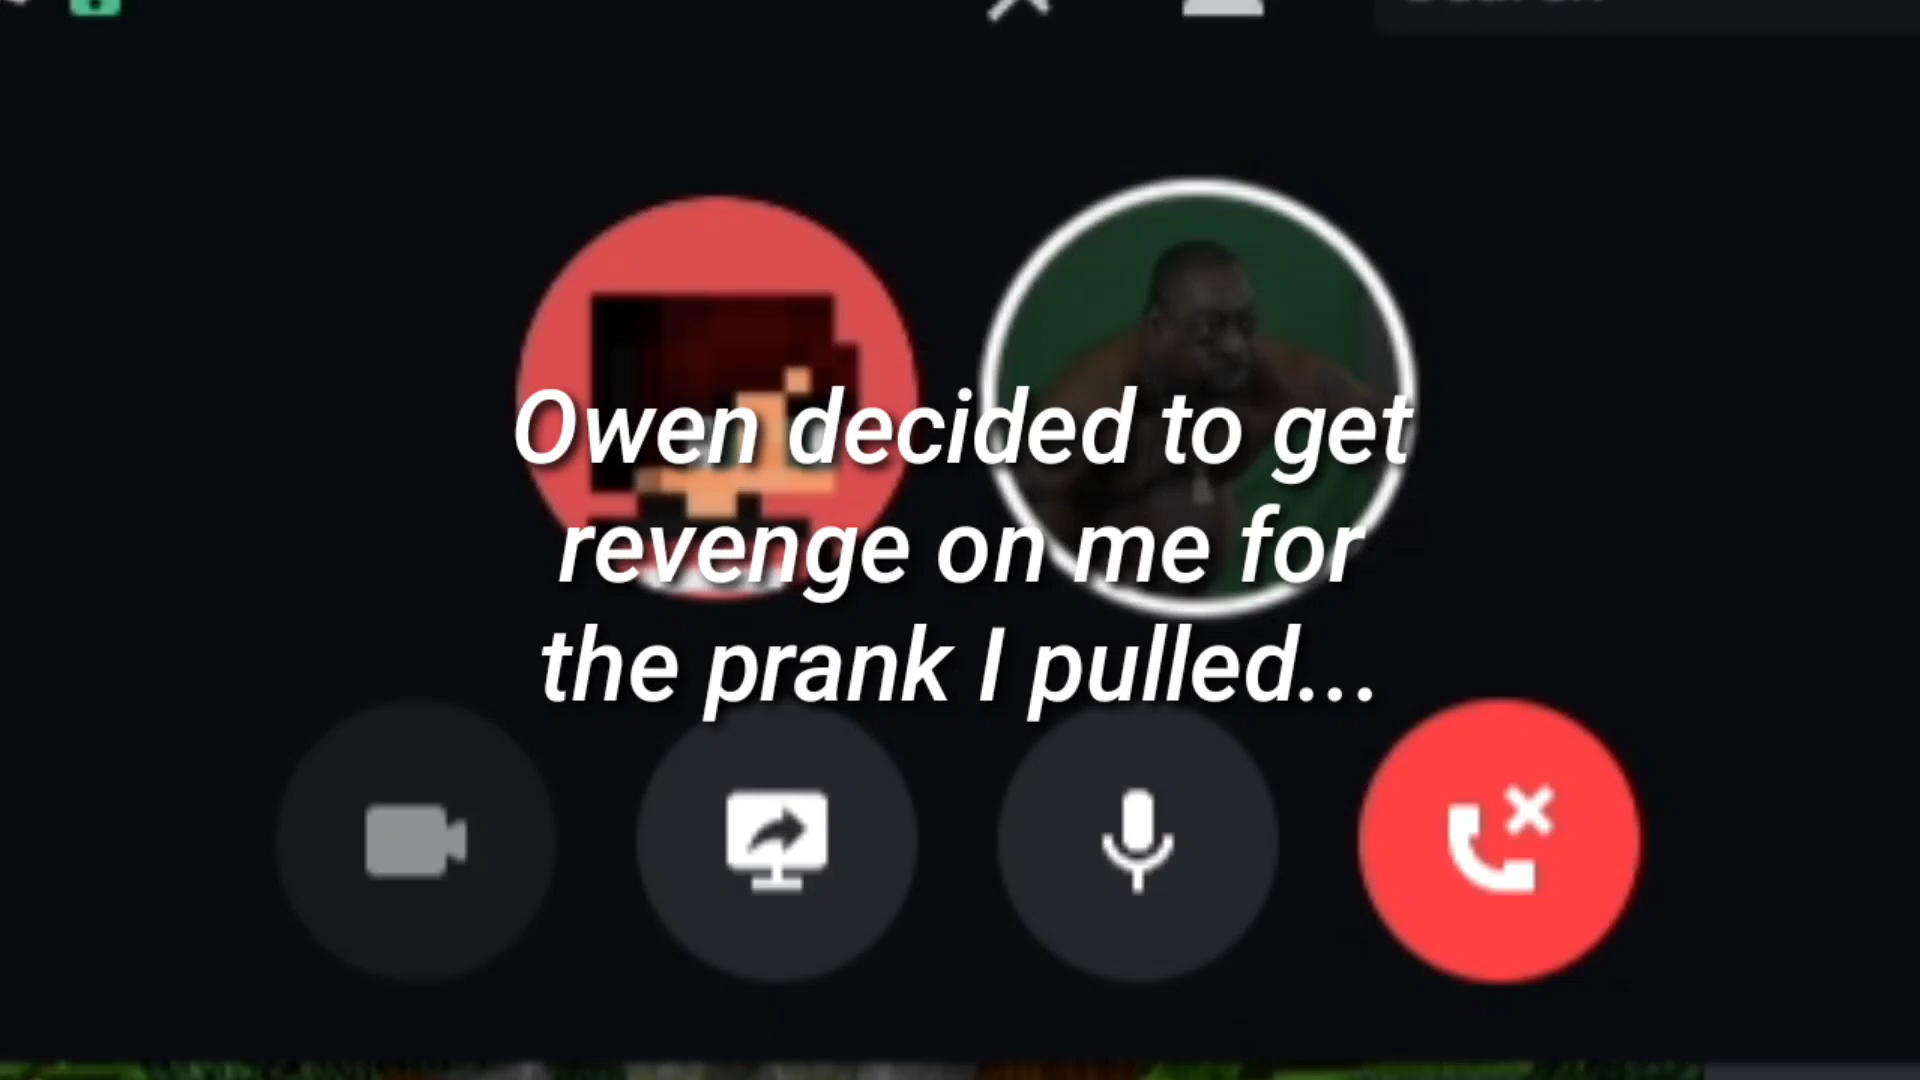 Owen decided to get
revenge on me for
the prank I pulled...